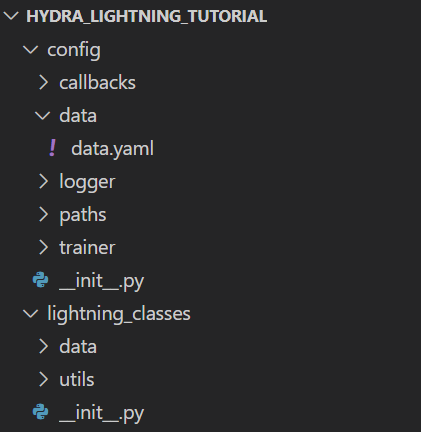 HYDRA_LIGHTNING_TUTORIAL
config
callbacks
data
data.yaml
logger
paths
trainer
__init__.py
lightning_classes
data
utils
__init__.py